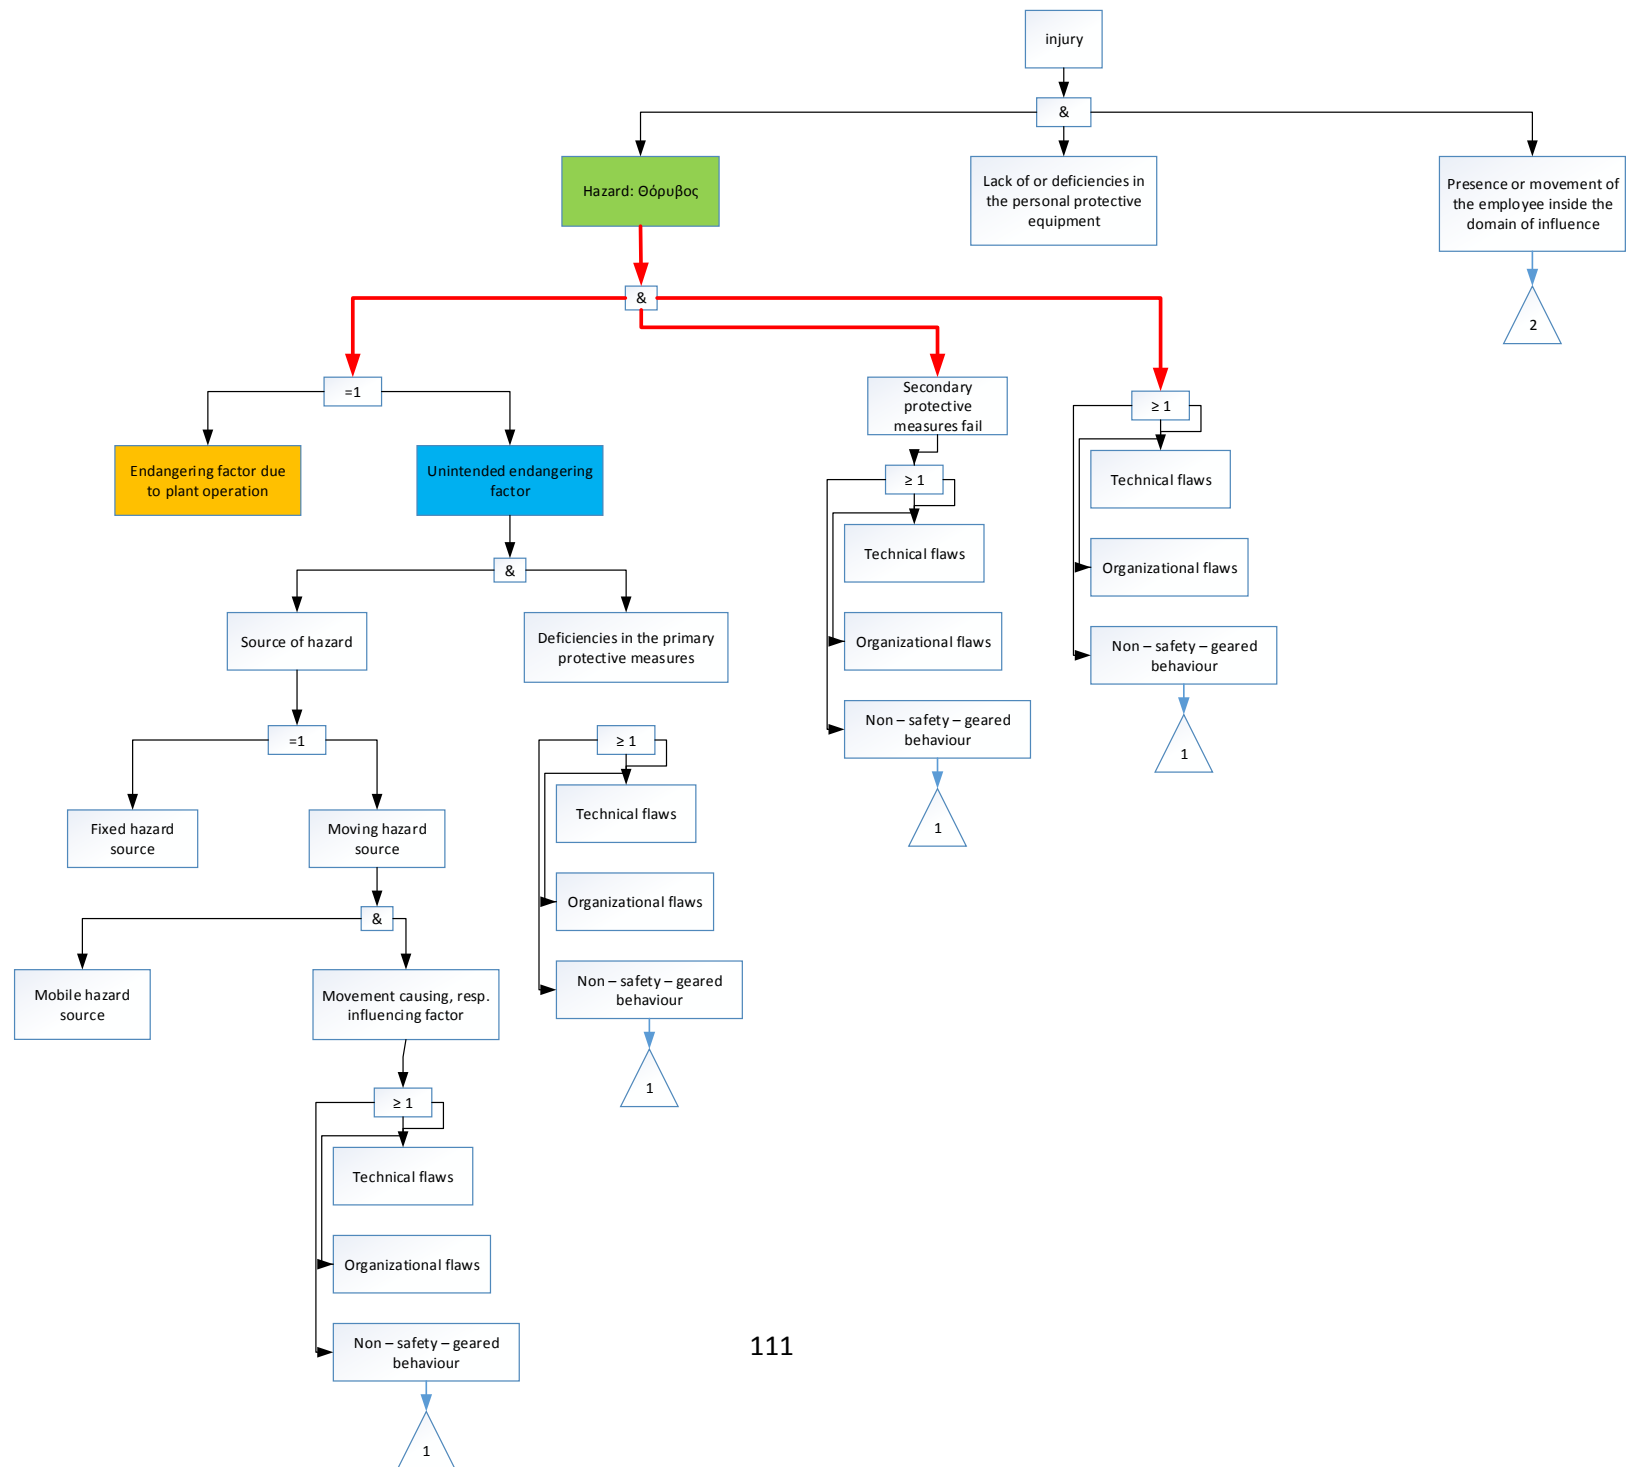 injury
&
Hazard: Θόρυβος
Lack of or deficiencies in
the personal protective
equipment
Presence or movement of
the employee inside the
domain of influence
2
&
=1
Secondary
protective
measures fail
≥ 1
Endangering factor due
to plant operation
Unintended endangering
factor
≥ 1
Technical flaws
Technical flaws
Organizational flaws
&
Source of hazard
Deficiencies in the primary
protective measures
Organizational flaws
Non – safety – geared
behaviour
1
Non – safety – geared
behaviour
1
=1
≥ 1
Fixed hazard
source
Moving hazard
source
Technical flaws
Organizational flaws
&
Mobile hazard
source
Movement causing, resp.
influencing factor
Non – safety – geared
behaviour
1
≥ 1
Technical flaws
Organizational flaws
Non – safety – geared
behaviour
1
111